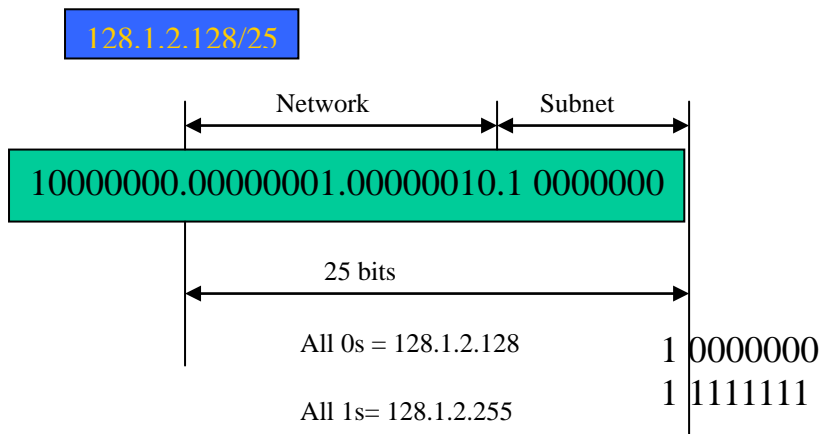 128.1.2.128/25
Network Subnet
10000000.00000001.00000010.1 0000000
25 bits
All 0s = 128.1.2.128
1 0000000
1 1111111
All 1s= 128.1.2.255